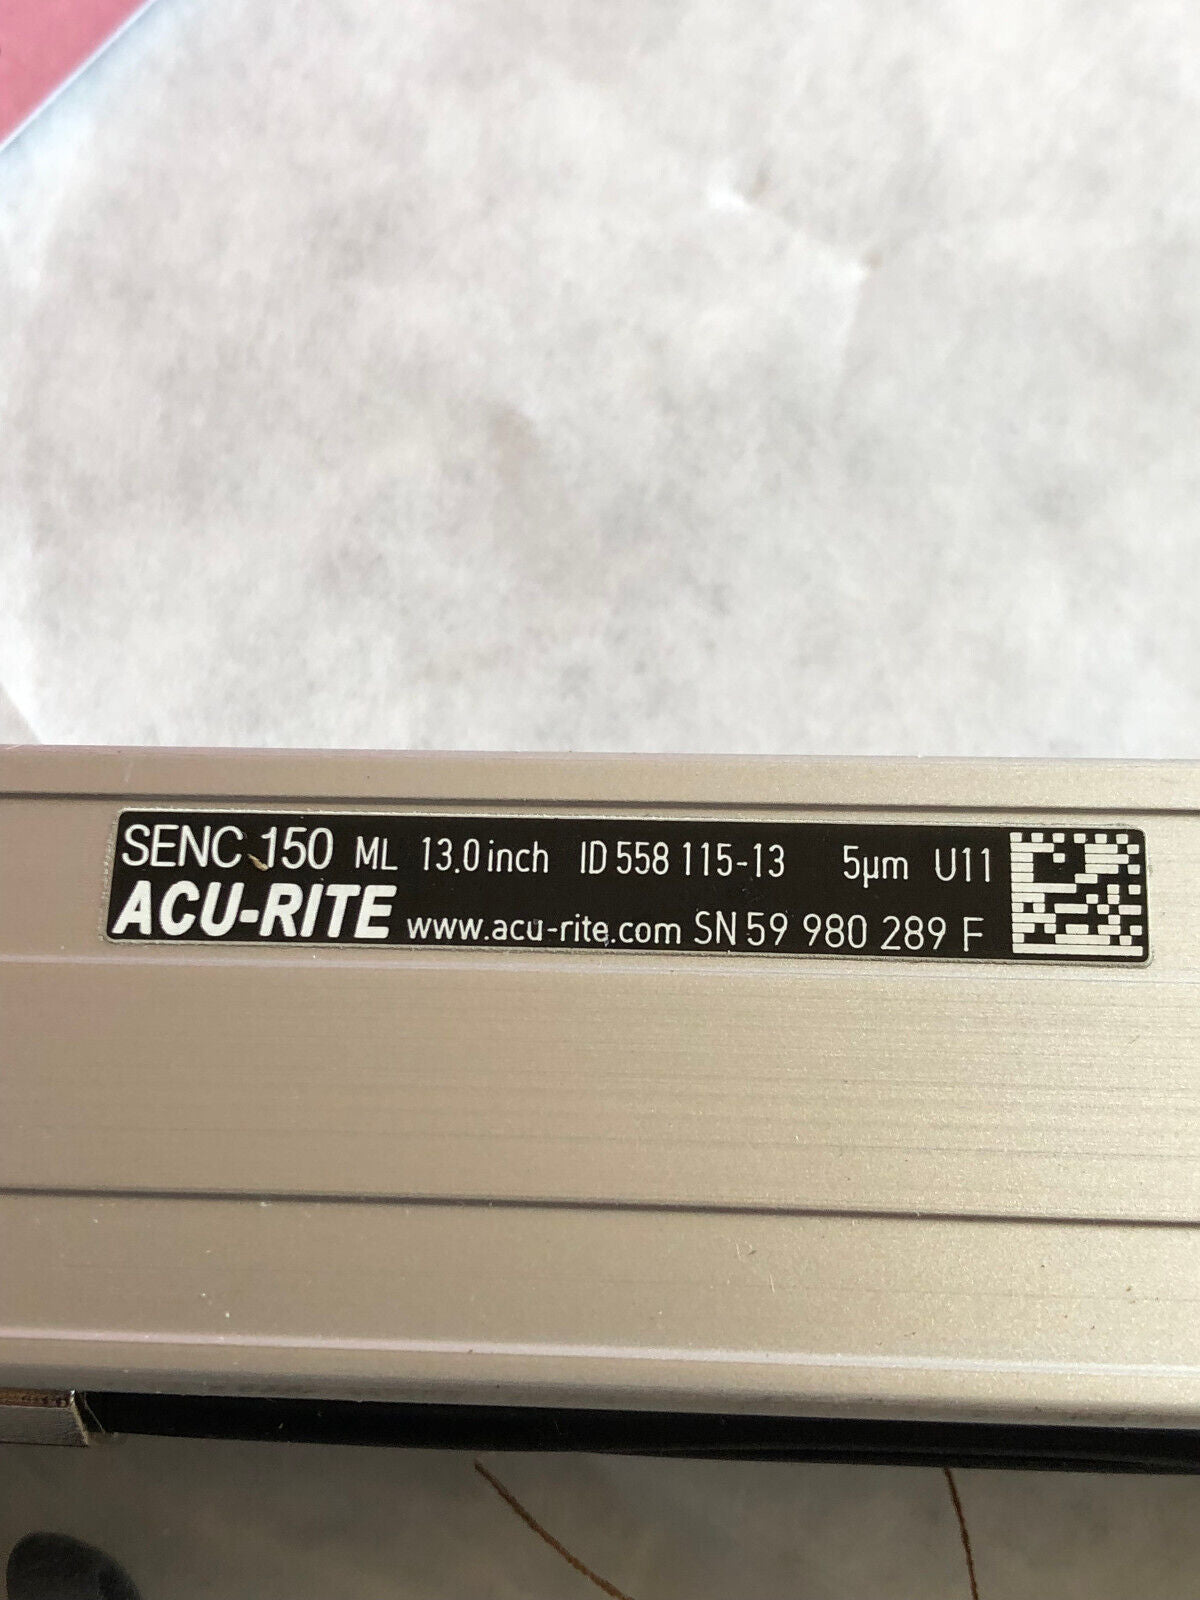 SENC 150 ML 13.0 inch ID 558 115-13 5µm U11
ACU-RITE www.acu-rite.com SN 59 980 289 F